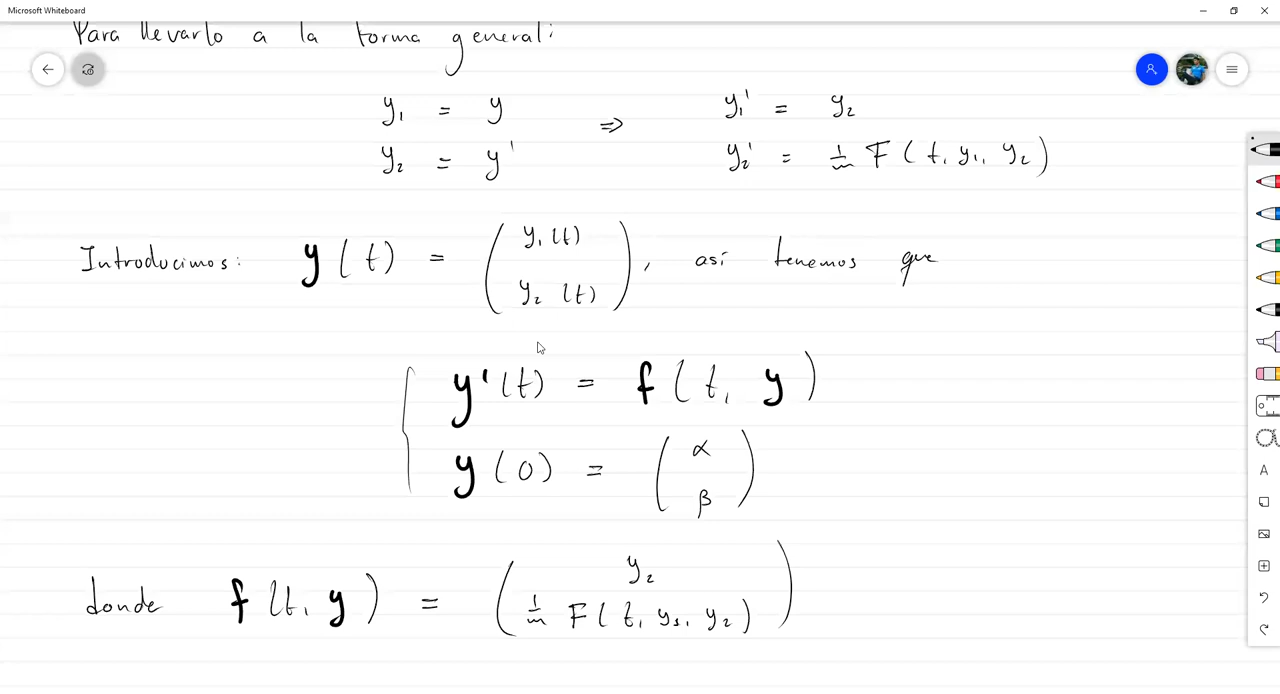 Microsoft Whiteboard
Para llevarlo a la forma general:
y₁ = y ⇒ y₁' = y₂
y₂ = y' y₂' = 1/m F(t, y₁, y₂)
Introducimos: y(t) = ( y₁(t) y₂(t) ), así tenemos que
y'(t) = f(t, y)
y(0) = ( α β )
donde f(t, y) = ( y₂ 1/m F(t, y₁, y₂) )
A